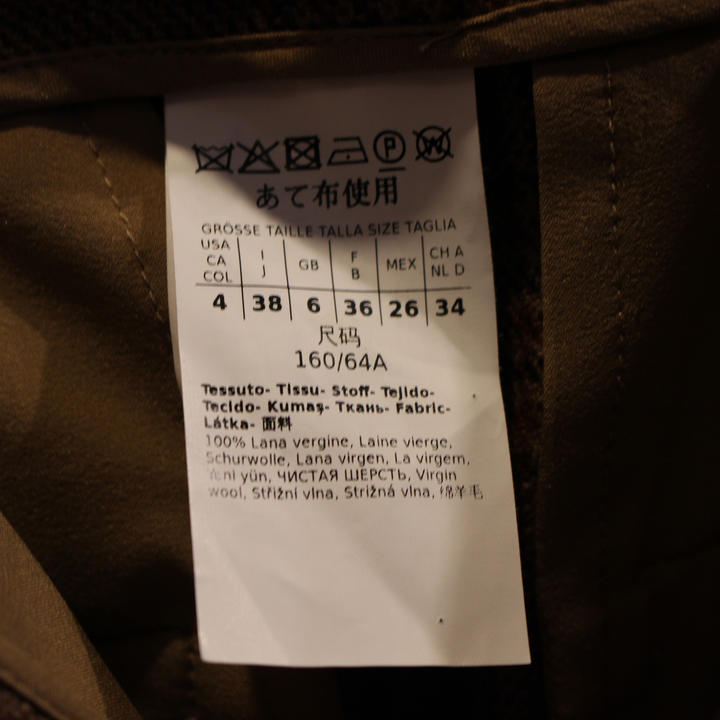 あて布使用
GRÖSSE TAILLE TALLA SIZE TAGLIA
USA CA COL | I J | GB | F B | MEX | CH A NL D
4 | 38 | 6 | 36 | 26 | 34
尺码
160/64A
Tessuto- Tissu- Stoff- Tejido-
Tecido- Kumaş- Ткань- Fabric-
Látka- 面料
100% Lana vergine, Laine vierge,
Schurwolle, Lana virgen, La virgem,
yün, ЧИСТАЯ ШЕРСТЬ, Virgin
wool, Střižní vlna, Strižná vlna, 绵羊毛